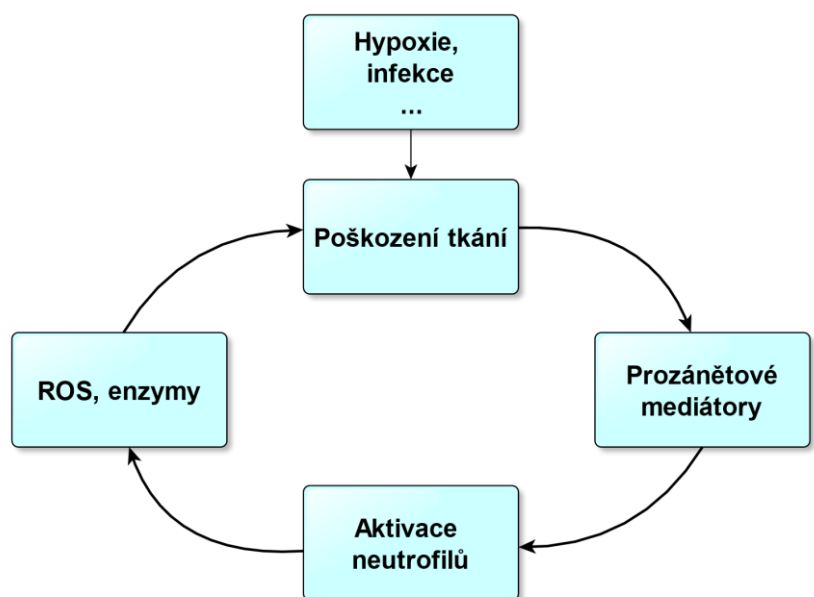 Hypoxie,
infekce
...
Poškození tkání
ROS, enzymy
Prozánětové
mediátory
Aktivace
neutrofilů